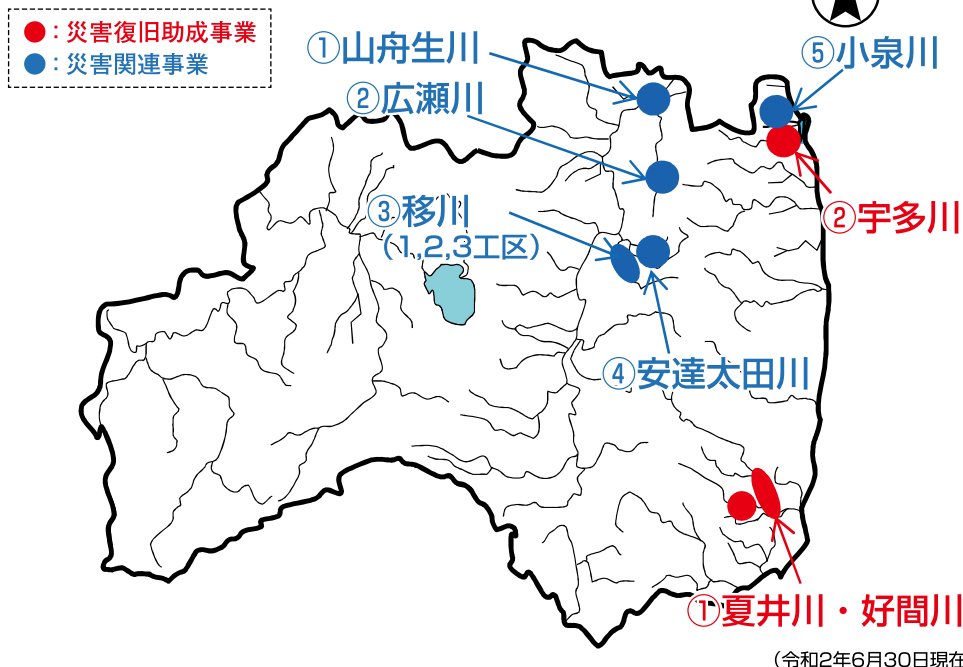 ●：災害復旧助成事業
●：災害関連事業
①山舟生川
⑤小泉川
②広瀬川
③移川
（1,2,3工区）
②宇多川
④安達太田川
①夏井川・好間川
（令和2年6月30日現在